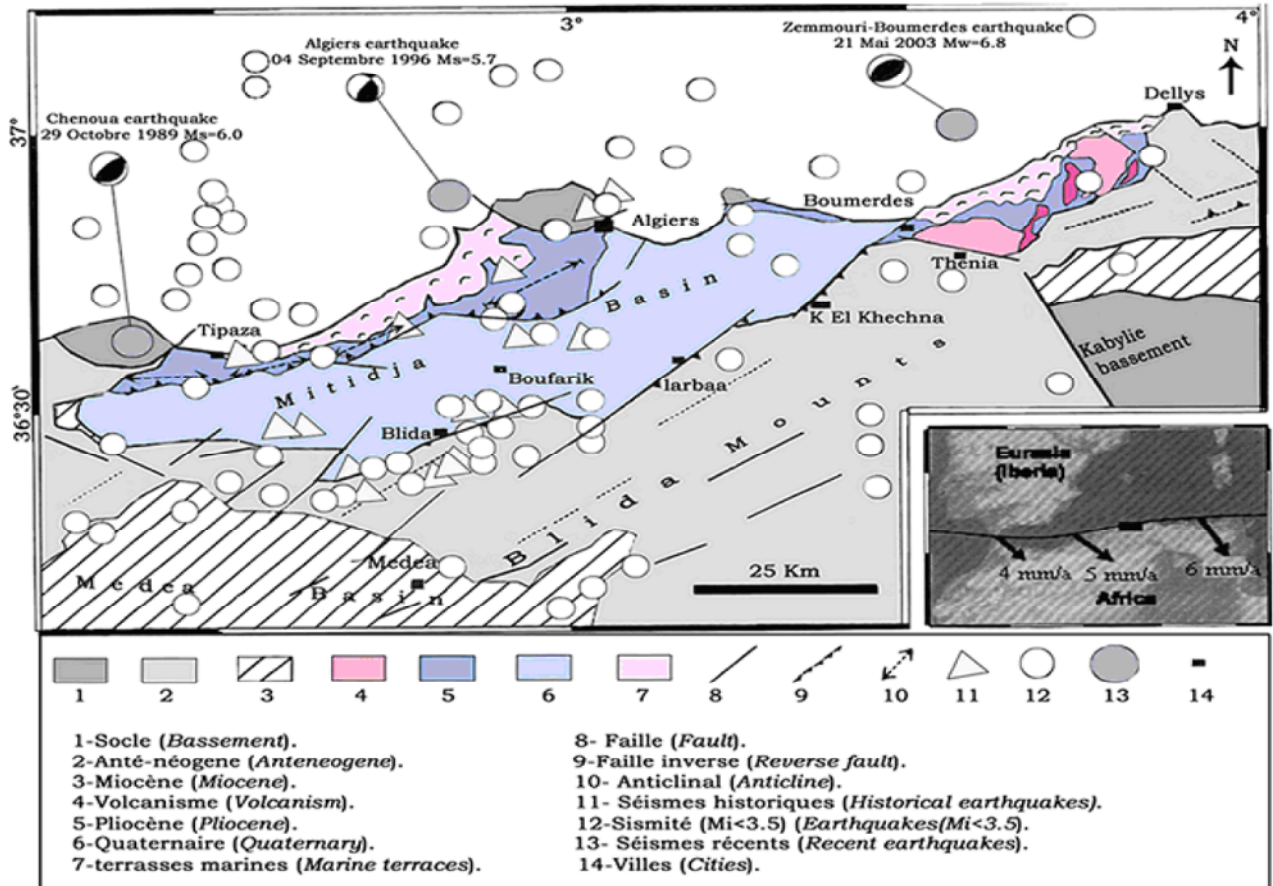 3°
4°
Algiers earthquake
04 Septembre 1996 Ms=5.7
Zemmouri-Boumerdes earthquake
21 Mai 2003 Mw=6.8
N
Chenoua earthquake
29 Octobre 1989 Ms=6.0
Dellys
37°
Algiers
Boumerdes
Thenia
Tipaza
Basin
K El Khechna
Kabylie
bassement
Mitidja
Boufarik
Iarbaa
36°30'
Blida
Blida Mounts
Medea
Medea
Basin
25 Km
Eurasia
(Iberia)
4 mm/a
5 mm/a
6 mm/a
Africa
1 2 3 4 5 6 7 8 9 10 11 12 13 14
1-Socle (Bassement).
2-Anté-néogene (Anteneogene).
3-Miocène (Miocene).
4-Volcanisme (Volcanism).
5-Pliocène (Pliocene).
6-Quaternaire (Quaternary).
7-terrasses marines (Marine terraces).
8- Faille (Fault).
9-Faille inverse (Reverse fault).
10- Anticlinal (Anticline).
11- Séismes historiques (Historical earthquakes).
12-Sismité (Mi<3.5) (Earthquakes(Mi<3.5).
13- Séismes récents (Recent earthquakes).
14-Villes (Cities).